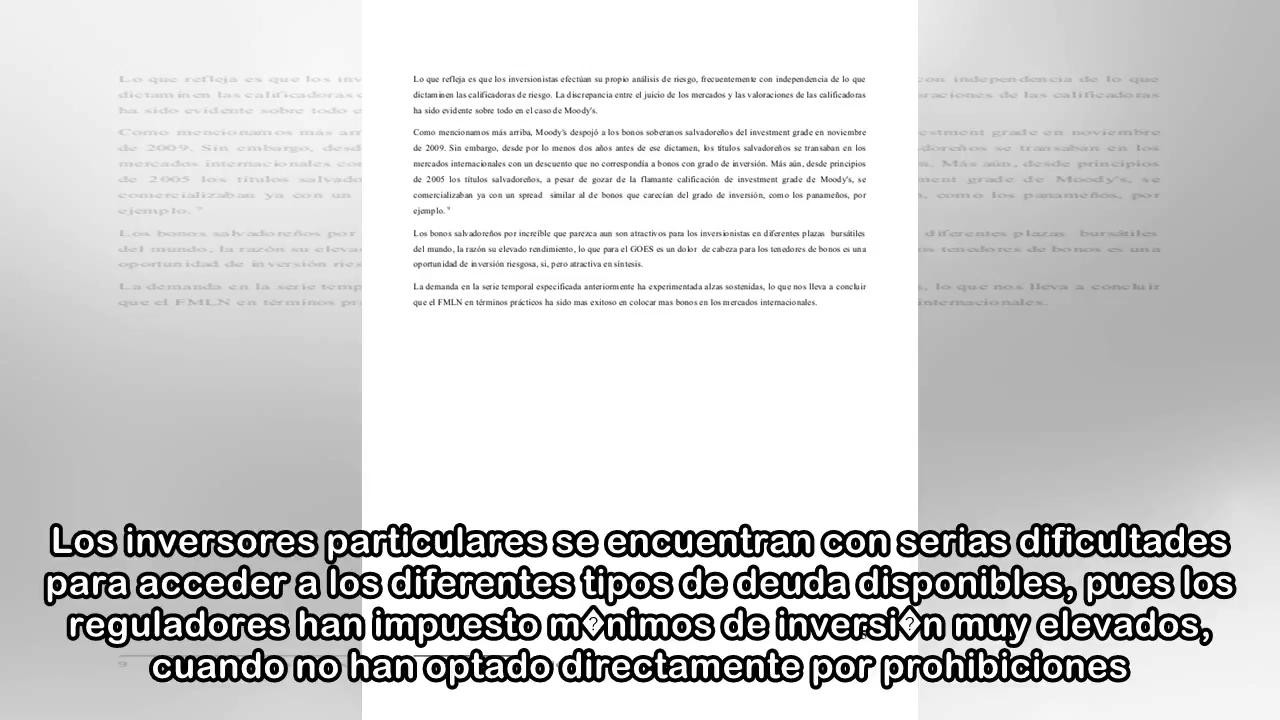 Lo que refleja es que los inversionistas efectúan su propio análisis de riesgo, frecuentemente con independencia de lo que
dictaminen las calificadoras de riesgo. La discrepancia entre el juicio de los mercados y las valoraciones de las calificadoras
ha sido evidente sobre todo en el caso de Moody's.
Como mencionamos más arriba, Moody's despojó a los bonos soberanos salvadoreños del investment grade en noviembre
de 2009. Sin embargo, desde por lo menos dos años antes de ese dictamen, los títulos salvadoreños se transaban en los
mercados internacionales con un descuento que no correspondía a bonos con grado de inversión. Más aún, desde principios
de 2005 los títulos salvadoreños, a pesar de gozar de la flamante calificación de investment grade de Moody's, se
comercializaban ya con un spread similar al de bonos que carecían del grado de inversión, como los panameños, por
ejemplo. 9
Los bonos salvadoreños por increíble que parezca aun son atractivos para los inversionistas en diferentes plazas bursátiles
del mundo, la razón su elevado rendimiento, lo que para el GOES es un dolor de cabeza para los tenedores de bonos es una
oportunidad de inversión riesgosa, si, pero atractiva en síntesis.
La demanda en la serie temporal especificada anteriormente ha experimentada alzas sostenidas, lo que nos lleva a concluir
que el FMLN en términos prácticos ha sido mas exitoso en colocar mas bonos en los mercados internacionales.
Los inversores particulares se encuentran con serias dificultades
para acceder a los diferentes tipos de deuda disponibles, pues los
reguladores han impuesto m�nimos de inversi�n muy elevados,
cuando no han optado directamente por prohibiciones